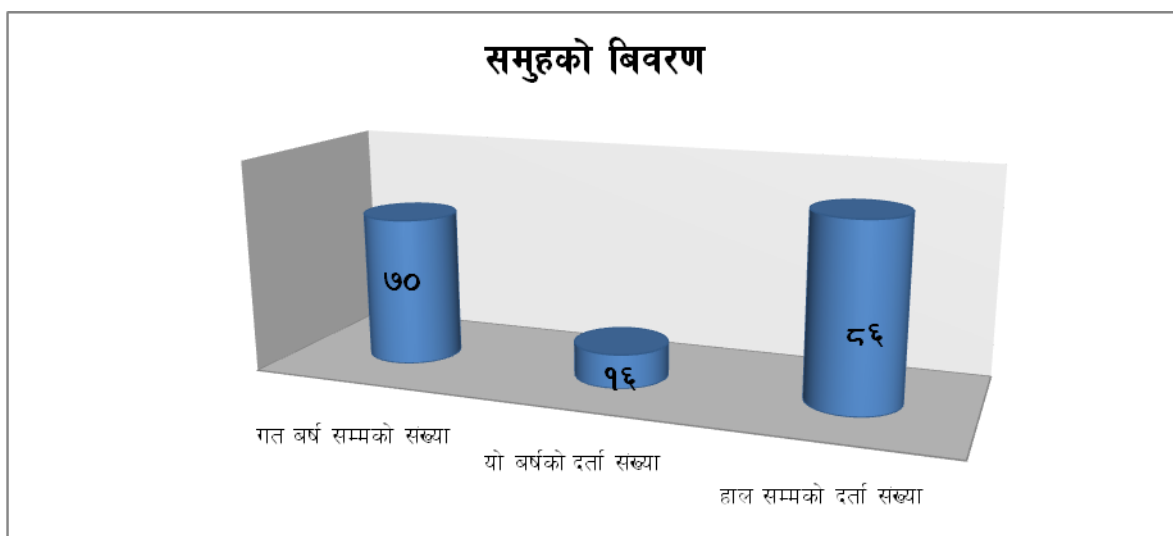 समुहको बिवरण
७०
१६
८६
गत बर्ष सम्मको संख्या
यो बर्षको दर्ता संख्या
हाल सम्मको दर्ता संख्या